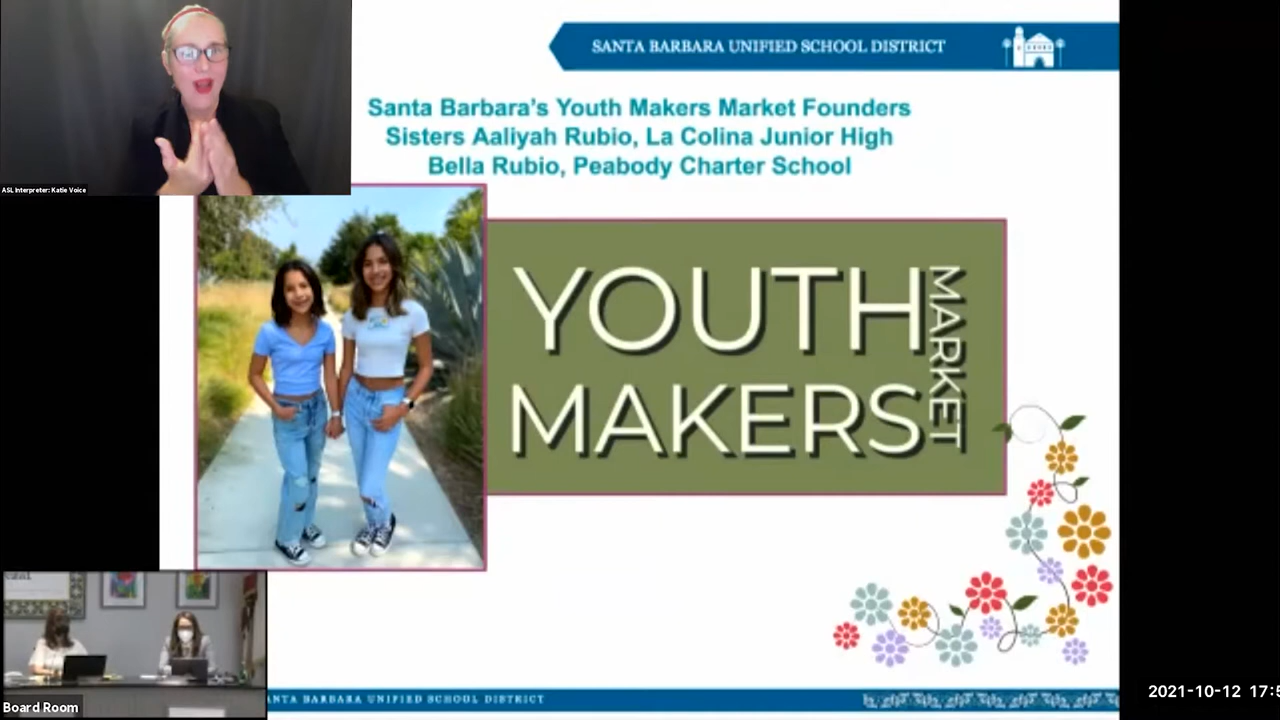 SANTA BARBARA UNIFIED SCHOOL DISTRICT
Santa Barbara's Youth Makers Market Founders
Sisters Aaliyah Rubio, La Colina Junior High
Bella Rubio, Peabody Charter School
ASL Interpreter: Katie Voice
YOUTH
MAKERS
MARKET
Board Room
ANTA BARBARA UNIFIED SCHOOL DISTRICT
2021-10-12 17:5